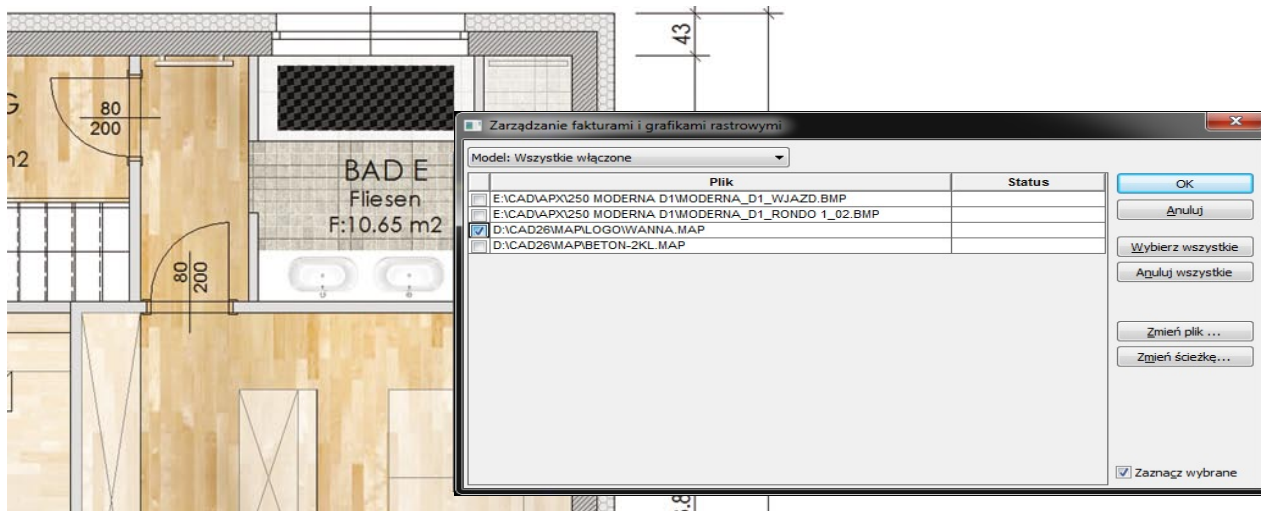 43
80
200
G
m2
BAD E
Fliesen
F:10.65 m2
80
200
Zarządzanie fakturami i grafikami rastrowymi
Model: Wszystkie włączone
Plik Status
E:\CAD\APX\250 MODERNA D1\MODERNA_D1_WJAZD.BMP
E:\CAD\APX\250 MODERNA D1\MODERNA_D1_RONDO 1_02.BMP
D:\CAD26\MAP\LOGO\WANNA.MAP
D:\CAD26\MAP\BETON-2KL.MAP
OK
Anuluj
Wybierz wszystkie
Anuluj wszystkie
Zmień plik ...
Zmień ścieżkę...
Zaznacz wybrane